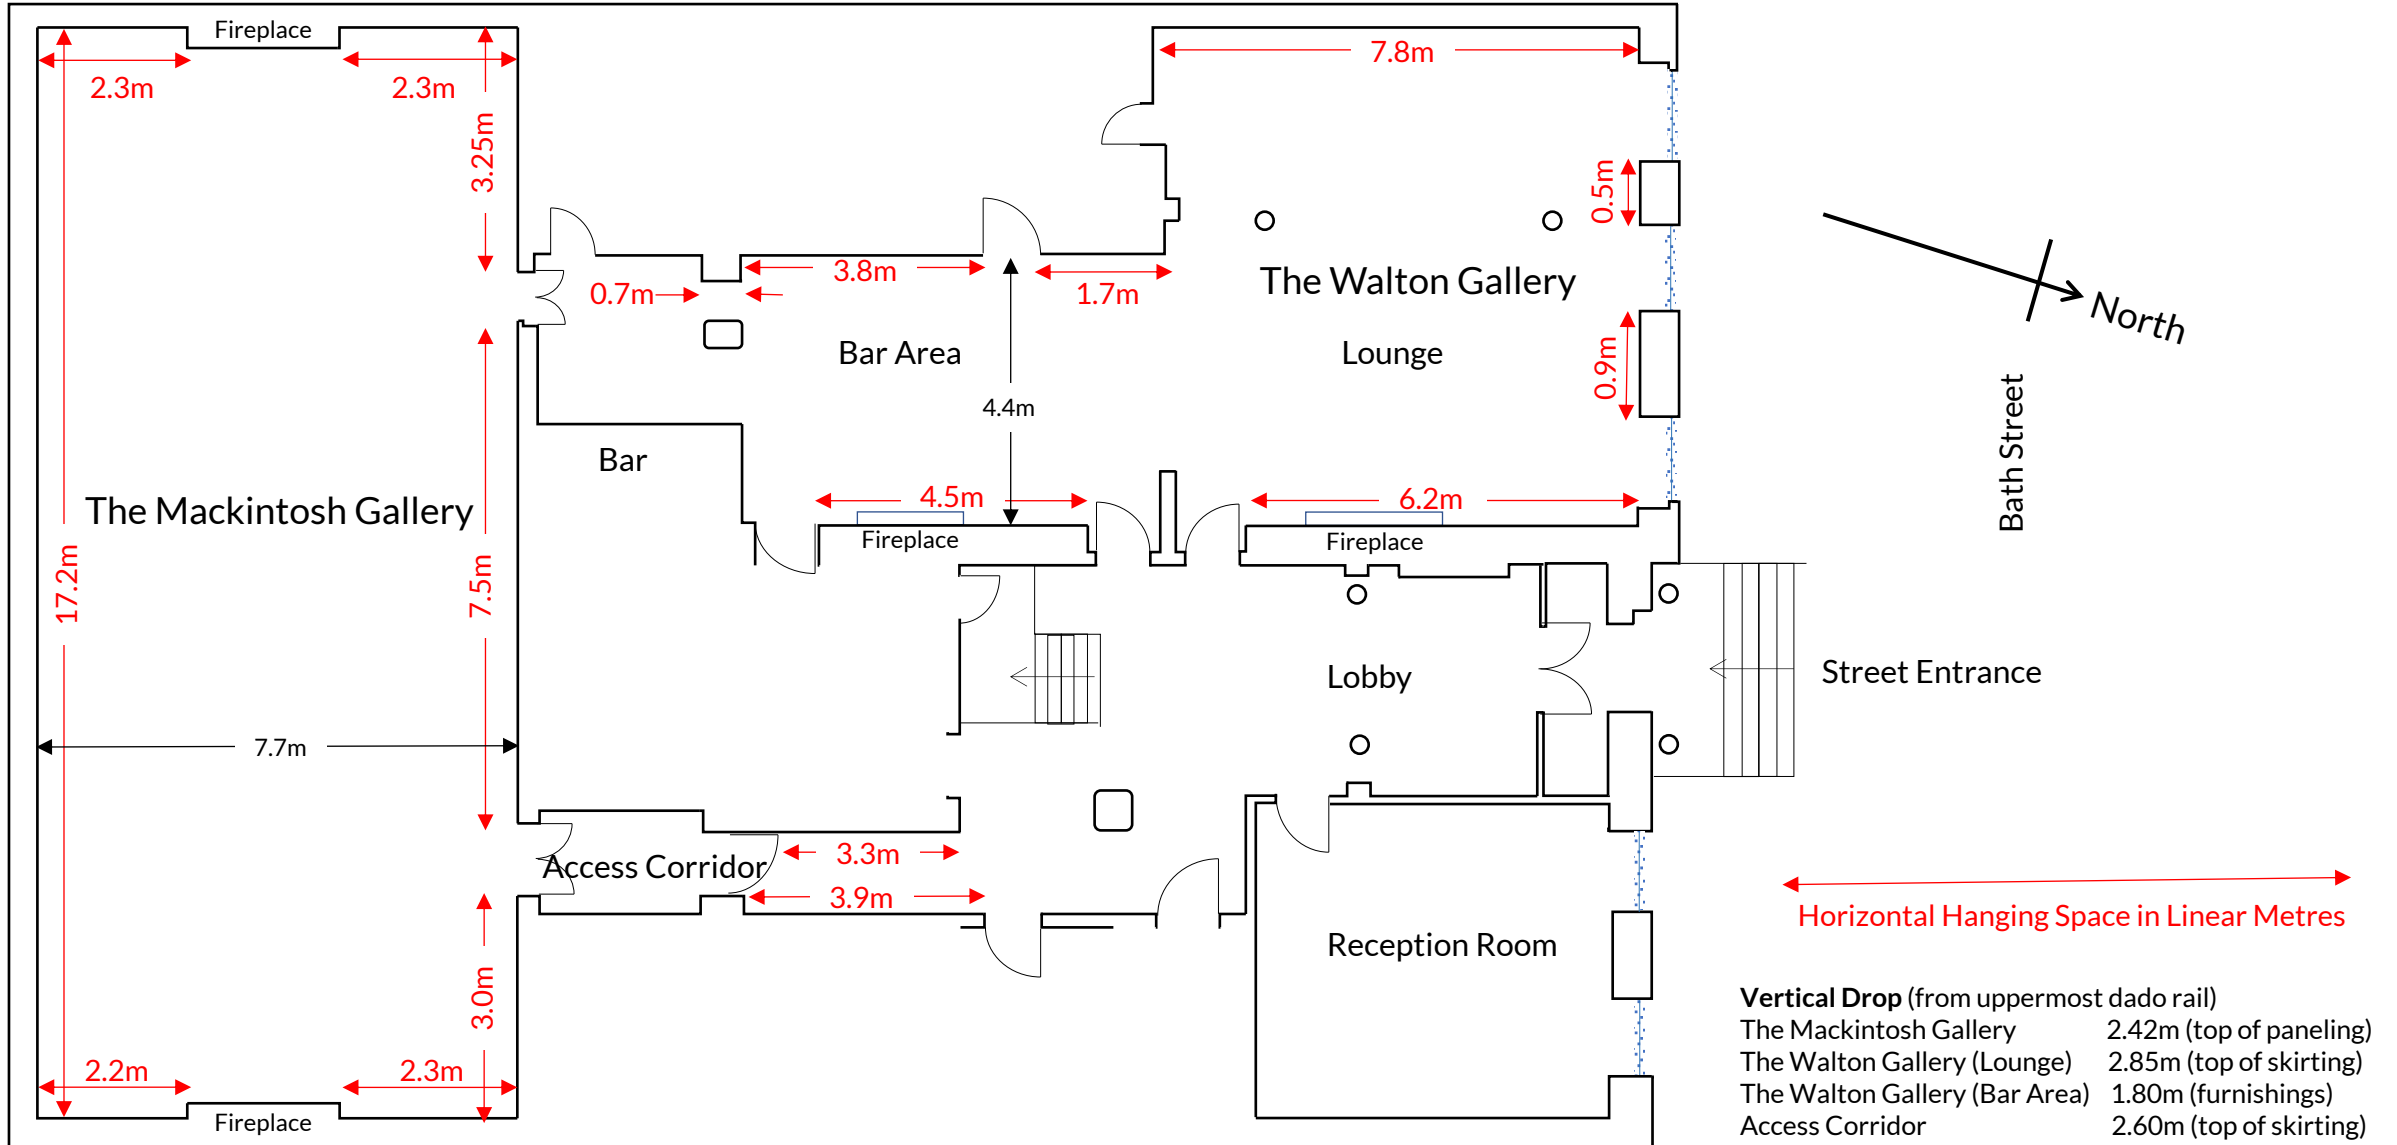 Fireplace
7.8m
2.3m
2.3m
3.25m
0.5m
3.8m
0.7m
1.7m
The Walton Gallery
North
Bar Area
Lounge
0.9m
4.4m
Bath Street
Bar
4.5m
6.2m
The Mackintosh Gallery
Fireplace
Fireplace
17.2m
7.5m
Lobby
Street Entrance
7.7m
Access Corridor
3.3m
3.9m
Horizontal Hanging Space in Linear Metres
Reception Room
3.0m
2.2m
2.3m
Fireplace
Vertical Drop (from uppermost dado rail)
The Mackintosh Gallery 2.42m (top of paneling)
The Walton Gallery (Lounge) 2.85m (top of skirting)
The Walton Gallery (Bar Area) 1.80m (furnishings)
Access Corridor 2.60m (top of skirting)